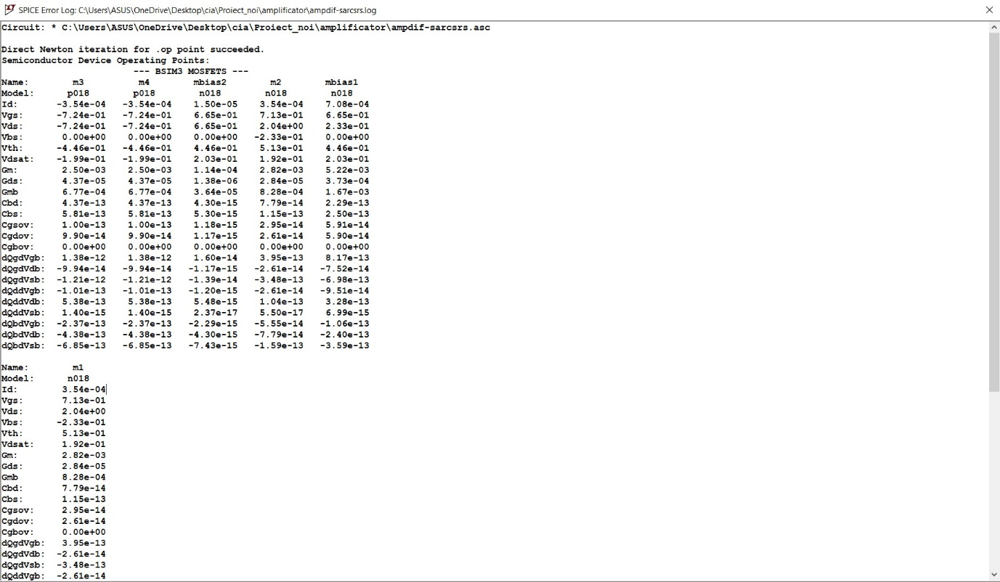 SPICE Error Log: C:\Users\ASUS\OneDrive\Desktop\cia\Proiect_noi\amplificator\ampdif-sarcsrs.log
Circuit: * C:\Users\ASUS\OneDrive\Desktop\cia\Proiect_noi\amplificator\ampdif-sarcsrs.asc
Direct Newton iteration for .op point succeeded.
Semiconductor Device Operating Points:
--- BSIM3 MOSFETS ---
Name: m3 m4 mbias2 m2 mbias1
Model: p018 p018 n018 n018 n018
Id: -3.54e-04 -3.54e-04 1.50e-05 3.54e-04 7.08e-04
Vgs: -7.24e-01 -7.24e-01 6.65e-01 7.13e-01 6.65e-01
Vds: -7.24e-01 -7.24e-01 6.65e-01 2.04e+00 2.33e-01
Vbs: 0.00e+00 0.00e+00 0.00e+00 -2.33e-01 0.00e+00
Vth: -4.46e-01 -4.46e-01 4.46e-01 5.13e-01 4.46e-01
Vdsat: -1.99e-01 -1.99e-01 2.03e-01 1.92e-01 2.03e-01
Gm: 2.50e-03 2.50e-03 1.14e-04 2.82e-03 5.22e-03
Gds: 4.37e-05 4.37e-05 1.38e-06 2.84e-05 3.73e-04
Gmb 6.77e-04 6.77e-04 3.64e-05 8.28e-04 1.67e-03
Cbd: 4.37e-13 4.37e-13 4.30e-15 7.79e-14 2.29e-13
Cbs: 5.81e-13 5.81e-13 5.30e-15 1.15e-13 2.50e-13
Cgsov: 1.00e-13 1.00e-13 1.18e-15 2.95e-14 5.91e-14
Cgdov: 9.90e-14 9.90e-14 1.17e-15 2.61e-14 5.90e-14
Cgbov: 0.00e+00 0.00e+00 0.00e+00 0.00e+00 0.00e+00
dQgdVgb: 1.38e-12 1.38e-12 1.60e-14 3.95e-13 8.17e-13
dQgdVdb: -9.94e-14 -9.94e-14 -1.17e-15 -2.61e-14 -7.52e-14
dQgdVsb: -1.21e-12 -1.21e-12 -1.39e-14 -3.48e-13 -6.98e-13
dQddVgb: -1.01e-13 -1.01e-13 -1.20e-15 -2.61e-14 -9.51e-14
dQddVdb: 5.38e-13 5.38e-13 5.48e-15 1.04e-13 3.28e-13
dQddVsb: 1.40e-15 1.40e-15 2.37e-17 5.50e-17 6.99e-15
dQbdVgb: -2.37e-13 -2.37e-13 -2.29e-15 -5.55e-14 -1.06e-13
dQbdVdb: -4.38e-13 -4.38e-13 -4.30e-15 -7.79e-14 -2.40e-13
dQbdVsb: -6.85e-13 -6.85e-13 -7.43e-15 -1.59e-13 -3.59e-13
Name: m1
Model: n018
Id: 3.54e-04
Vgs: 7.13e-01
Vds: 2.04e+00
Vbs: -2.33e-01
Vth: 5.13e-01
Vdsat: 1.92e-01
Gm: 2.82e-03
Gds: 2.84e-05
Gmb 8.28e-04
Cbd: 7.79e-14
Cbs: 1.15e-13
Cgsov: 2.95e-14
Cgdov: 2.61e-14
Cgbov: 0.00e+00
dQgdVgb: 3.95e-13
dQgdVdb: -2.61e-14
dQgdVsb: -3.48e-13
dQddVgb: -2.61e-14